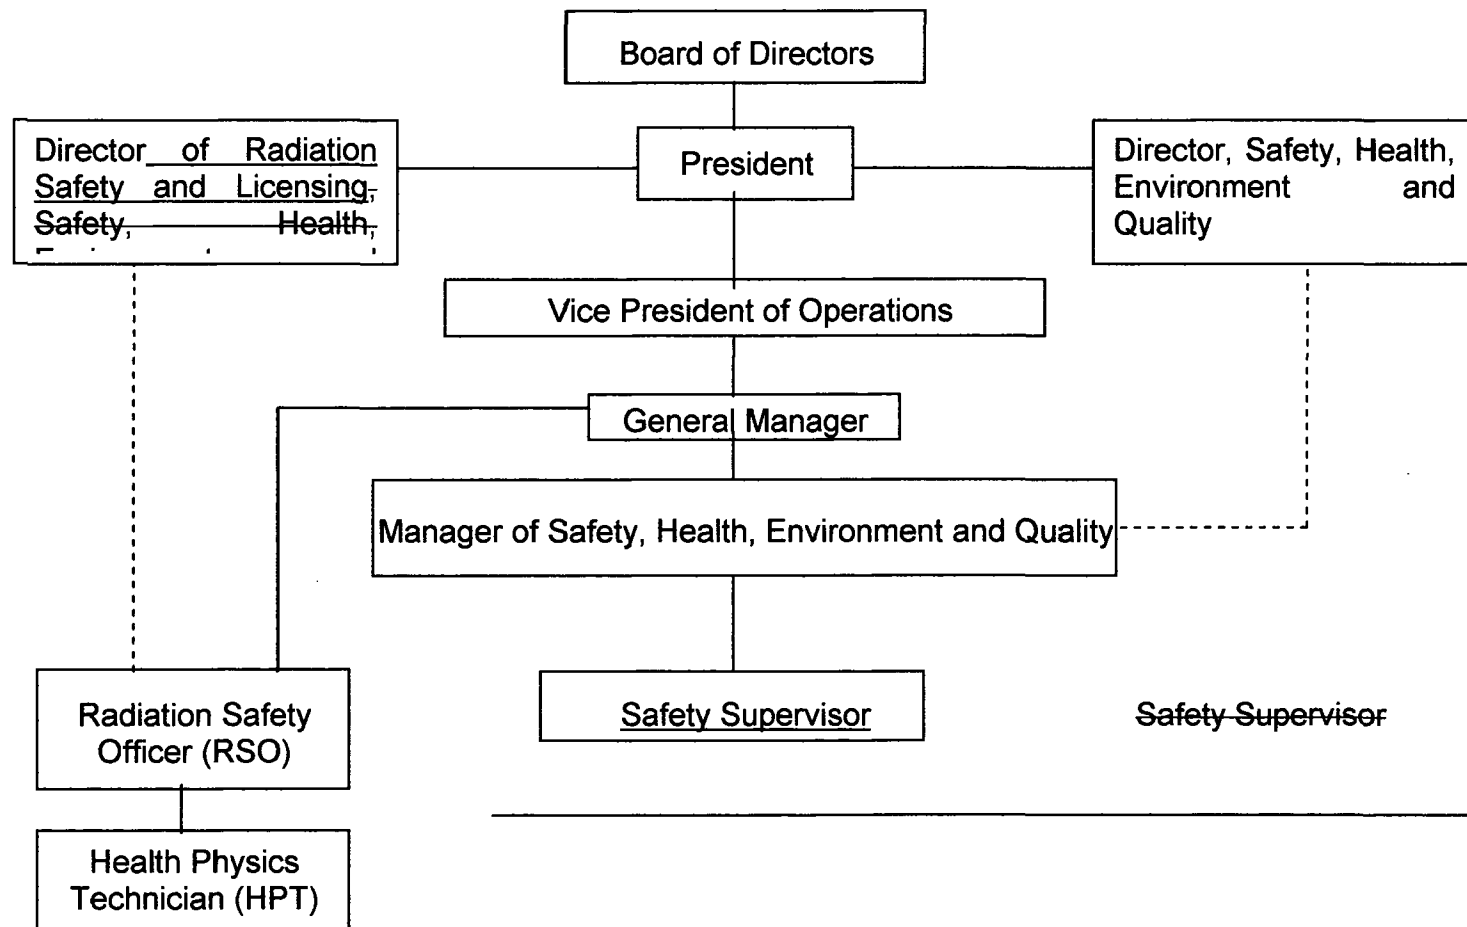 Board of Directors
Director of Radiation
Safety and Licensing,
Safety, Health,
President
Director, Safety, Health,
Environment and
Quality
Vice President of Operations
General Manager
Manager of Safety, Health, Environment and Quality
Radiation Safety
Officer (RSO)
Safety Supervisor
Safety Supervisor
Health Physics
Technician (HPT)